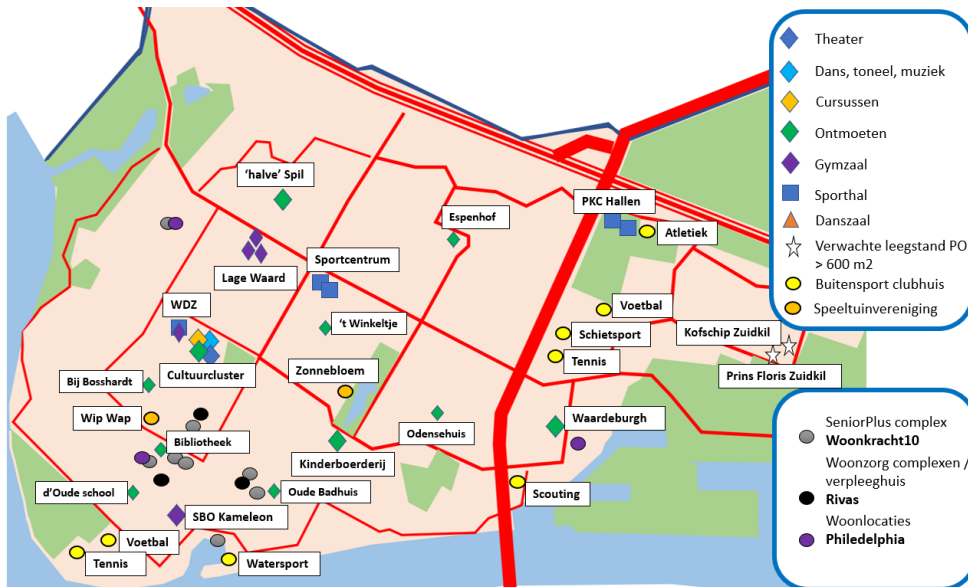 Theater
Dans, toneel, muziek
Cursussen
Ontmoeten
Gymzaal
Sporthal
Danszaal
Verwachte leegstand PO
> 600 m2
Buitensport clubhuis
Speeltuinvereniging
'halve' Spil
PKC Hallen
Espenhof
Atletiek
Lage Waard
Sportcentrum
WDZ
't Winkeltje
Voetbal
Schietsport
Kofschip Zuidkil
Tennis
Prins Floris Zuidkil
Cultuurcluster
Zonnebloem
Bij Bosshardt
Wip Wap
Bibliotheek
Odensehuis
Waardeburgh
Kinderboerderij
d'Oude school
Oude Badhuis
Scouting
SBO Kameleon
Voetbal
Tennis
Watersport
SeniorPlus complex
Woonkracht10
Woonzorg complexen /
verpleeghuis
Rivas
Woonlocaties
Philedelphia